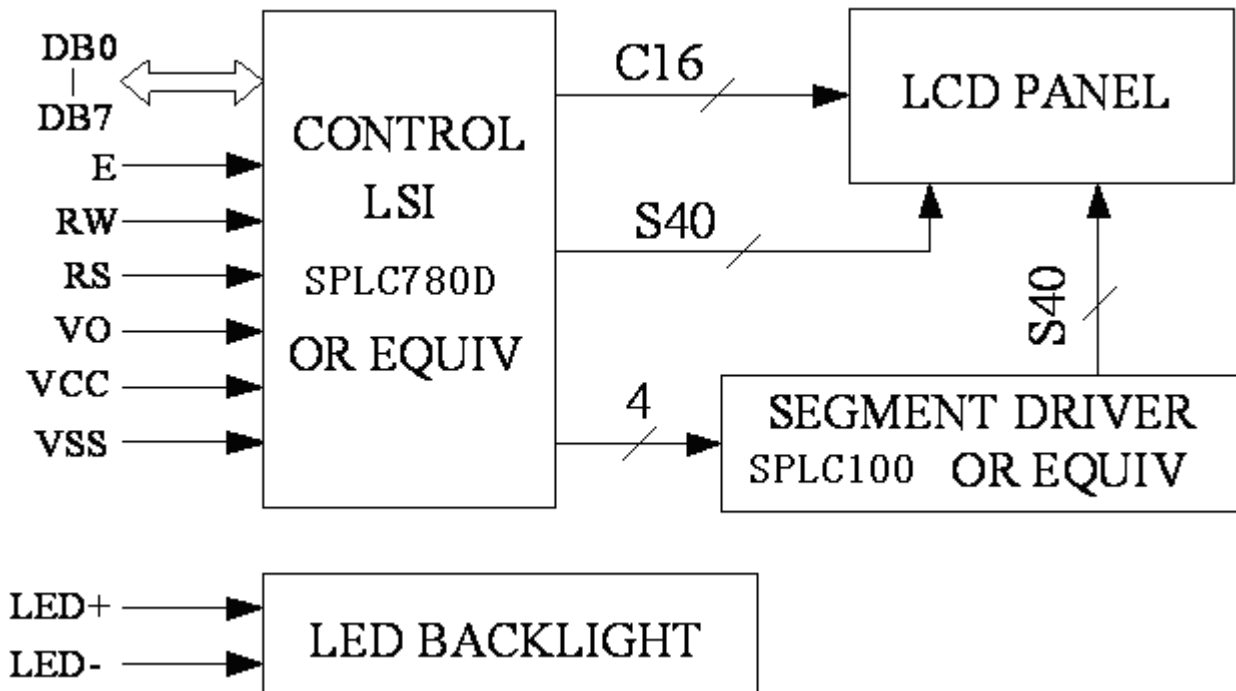 DB0
DB7
E
RW
RS
VO
VCC
VSS
CONTROL
LSI
SPLC780D
OR EQUIV
C16
S40
4
LCD PANEL
S40
SEGMENT DRIVER
SPLC100 OR EQUIV
LED+
LED-
LED BACKLIGHT